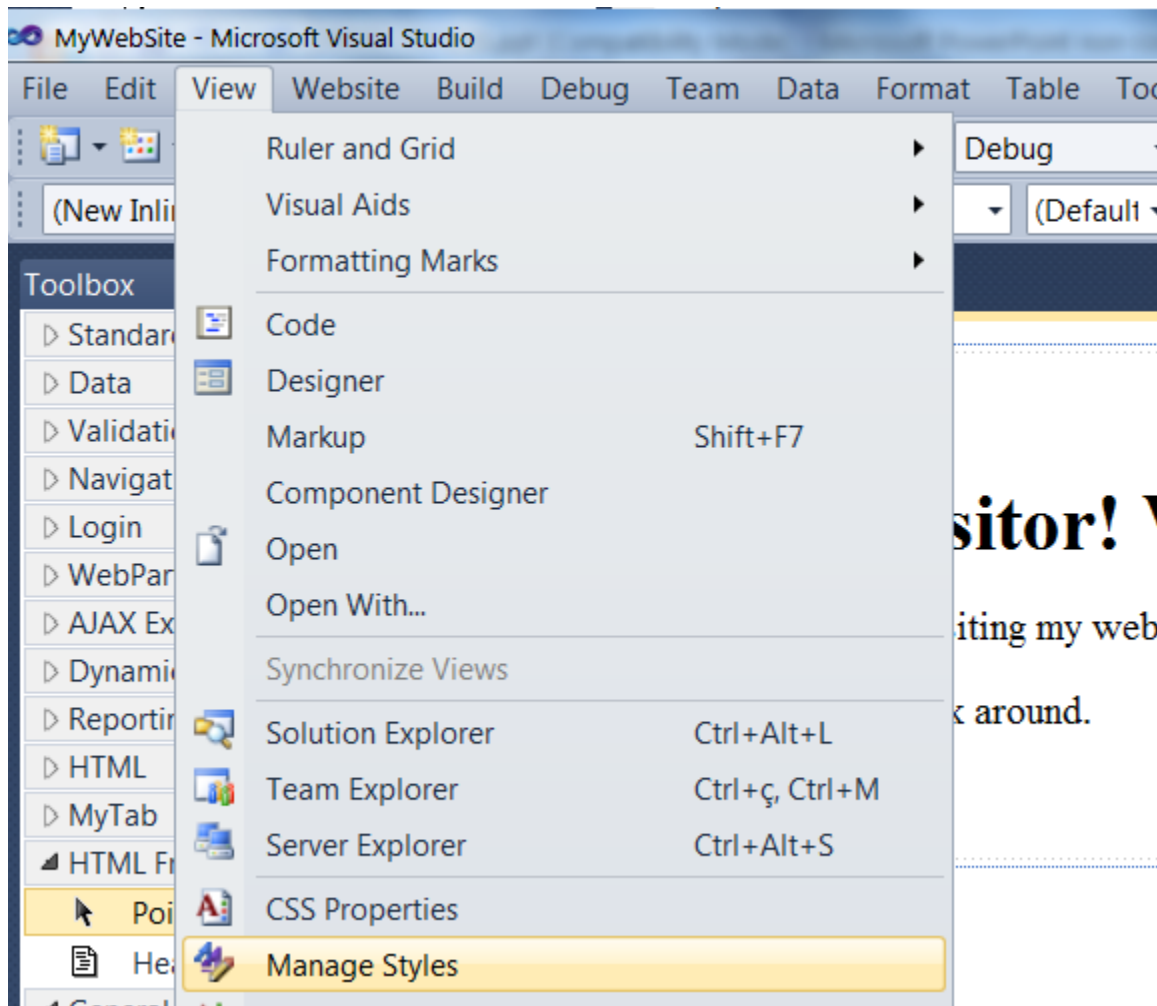 MyWebSite - Microsoft Visual Studio
File Edit View Website Build Debug Team Data Format Table
Debug
(New
Toolbox
Data
Login
HTML
MyTab
HTML
Ruler and Grid
Visual Aids
Formatting Marks
Code
Designer
Markup Shift+F7
Component Designer
Open
Open With...
Synchronize Views
Solution Explorer Ctrl+Alt+L
Team Explorer Ctrl+ç, Ctrl+M
Server Explorer Ctrl+Alt+S
CSS Properties
Manage Styles
my
around.